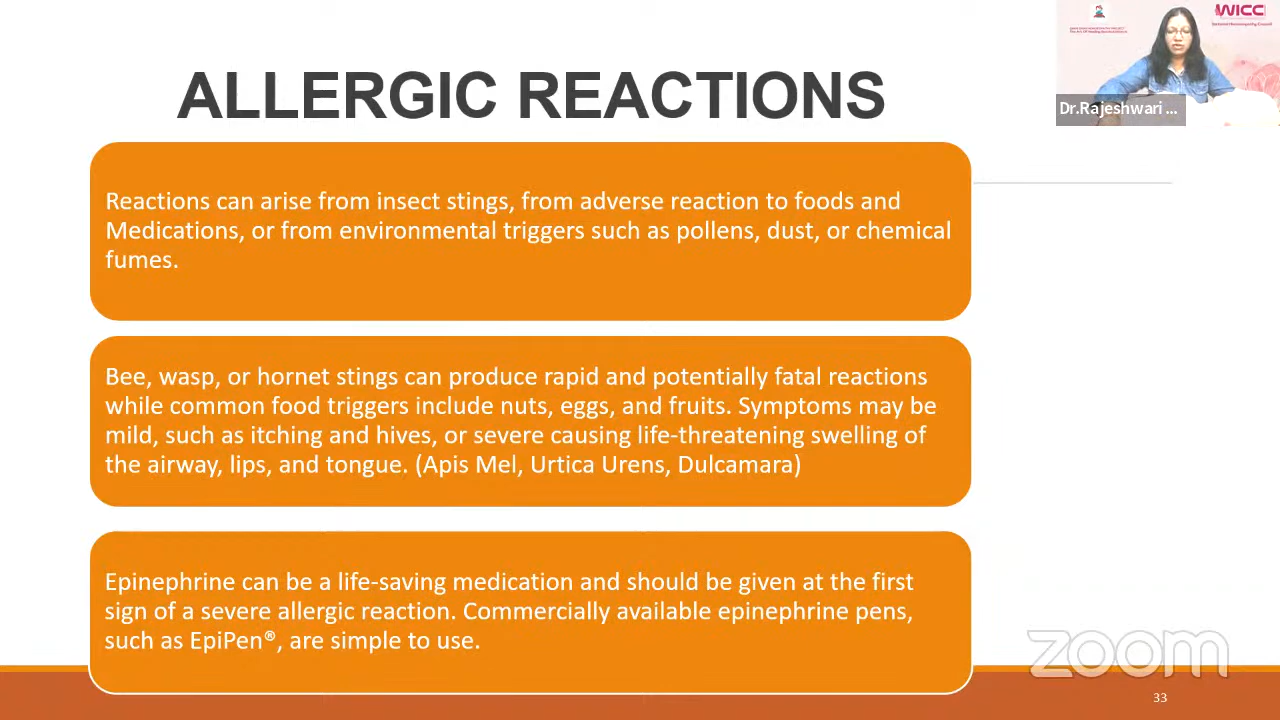 WICC
ALLERGIC REACTIONS
Dr.Rajeshwari ...
Reactions can arise from insect stings, from adverse reaction to foods and
Medications, or from environmental triggers such as pollens, dust, or chemical
fumes.
Bee, wasp, or hornet stings can produce rapid and potentially fatal reactions
while common food triggers include nuts, eggs, and fruits. Symptoms may be
mild, such as itching and hives, or severe causing life-threatening swelling of
the airway, lips, and tongue. (Apis Mel, Urtica Urens, Dulcamara)
Epinephrine can be a life-saving medication and should be given at the first
sign of a severe allergic reaction. Commercially available epinephrine pens,
such as EpiPen®, are simple to use.
zoom
33